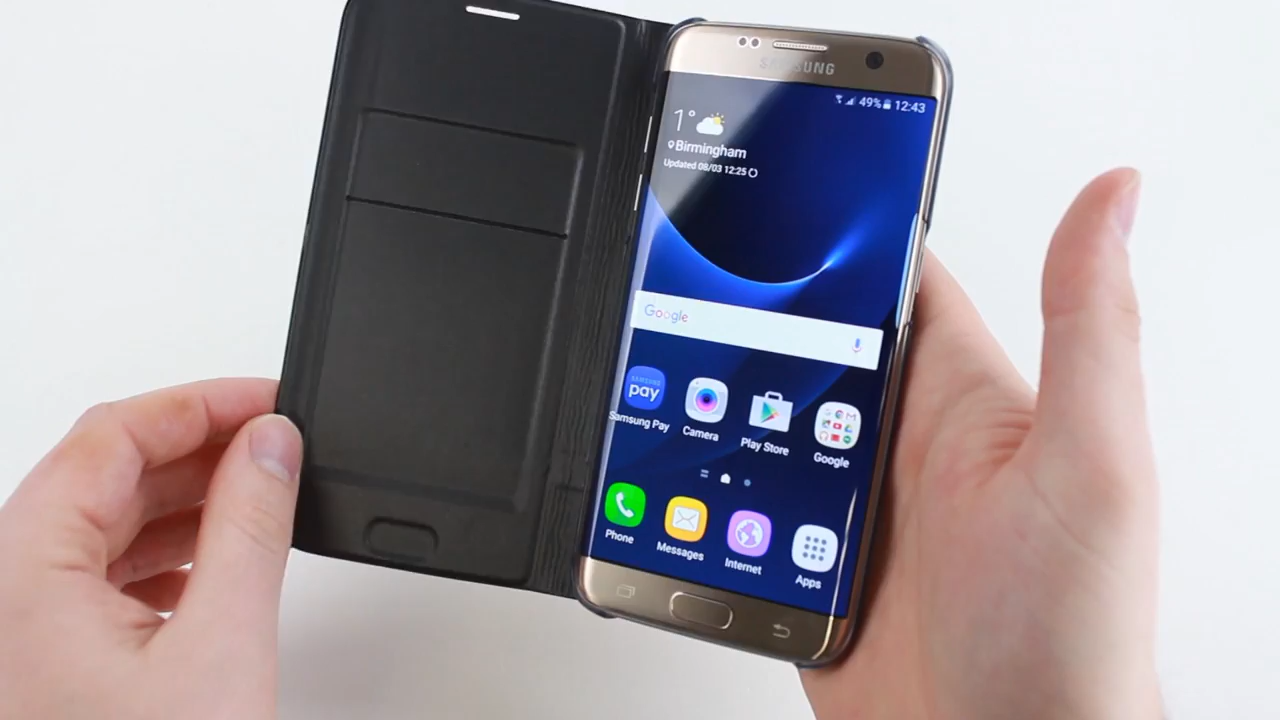 SAMSUNG
49% 12:43
1°
Birmingham
Updated 08/03 12:25
Google
SAMSUNG
pay
Samsung Pay
Camera
Play Store
Google
Phone
Messages
Internet
Apps